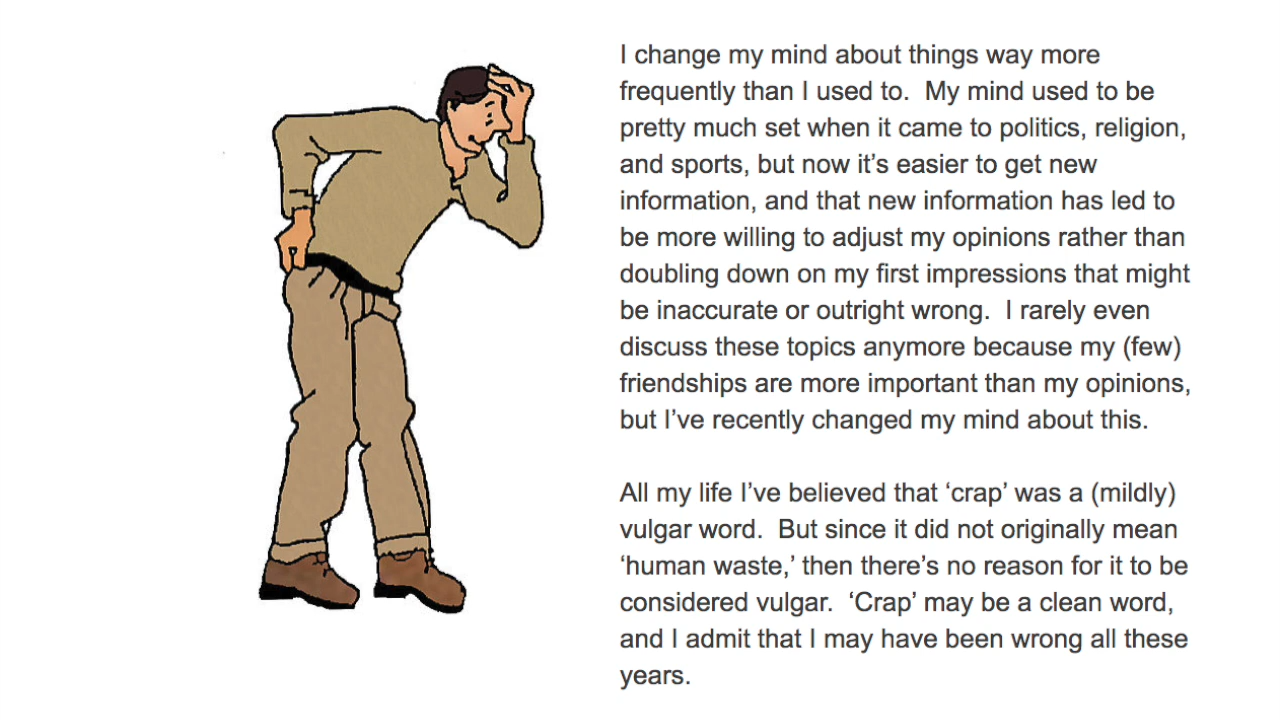 I change my mind about things way more
frequently than I used to.  My mind used to be
pretty much set when it came to politics, religion,
and sports, but now it’s easier to get new
information, and that new information has led to
be more willing to adjust my opinions rather than
doubling down on my first impressions that might
be inaccurate or outright wrong.  I rarely even
discuss these topics anymore because my (few)
friendships are more important than my opinions,
but I’ve recently changed my mind about this.
All my life I’ve believed that ‘crap’ was a (mildly)
vulgar word.  But since it did not originally mean
‘human waste,’ then there’s no reason for it to be
considered vulgar.  ‘Crap’ may be a clean word,
and I admit that I may have been wrong all these
years.